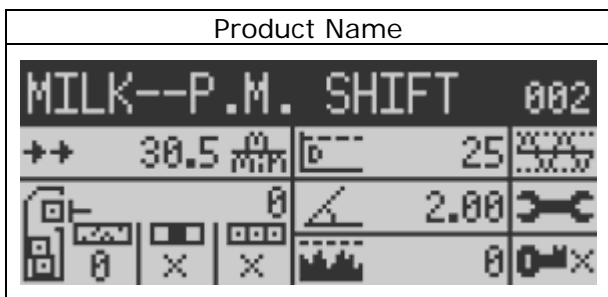 Product Name
MILK--P.M. SHIFT 002
30.5 m/min D 25
0 2.00
0 × × 0 ×